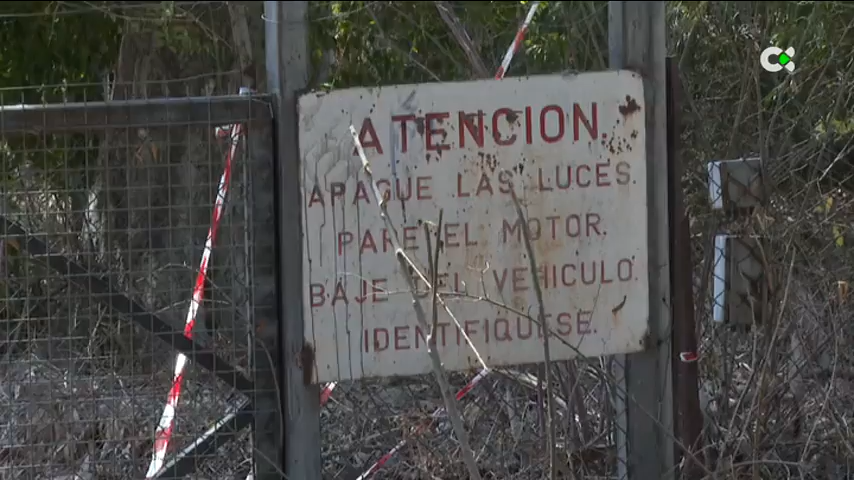 ATENCION.
APAGUE LAS LUCES.
PARE EL MOTOR.
BAJE DEL VEHICULO.
IDENTIFIQUESE.